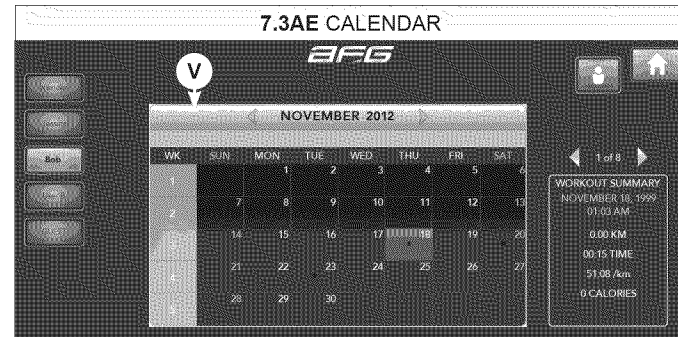 7.3AE CALENDAR
AFG
V
NOVEMBER 2012
WK SUN MON TUE WED THU FRI SAT
1 1 2 3 4 5 6
2 7 8 9 10 11 12 13
3 14 15 16 17 18 19 20
4 21 22 23 24 25 26 27
5 28 29 30
Bob
1 of 8
WORKOUT SUMMARY
NOVEMBER 18, 1999
01:03 AM
0.00 KM
00:15 TIME
51:08 /km
0 CALORIES